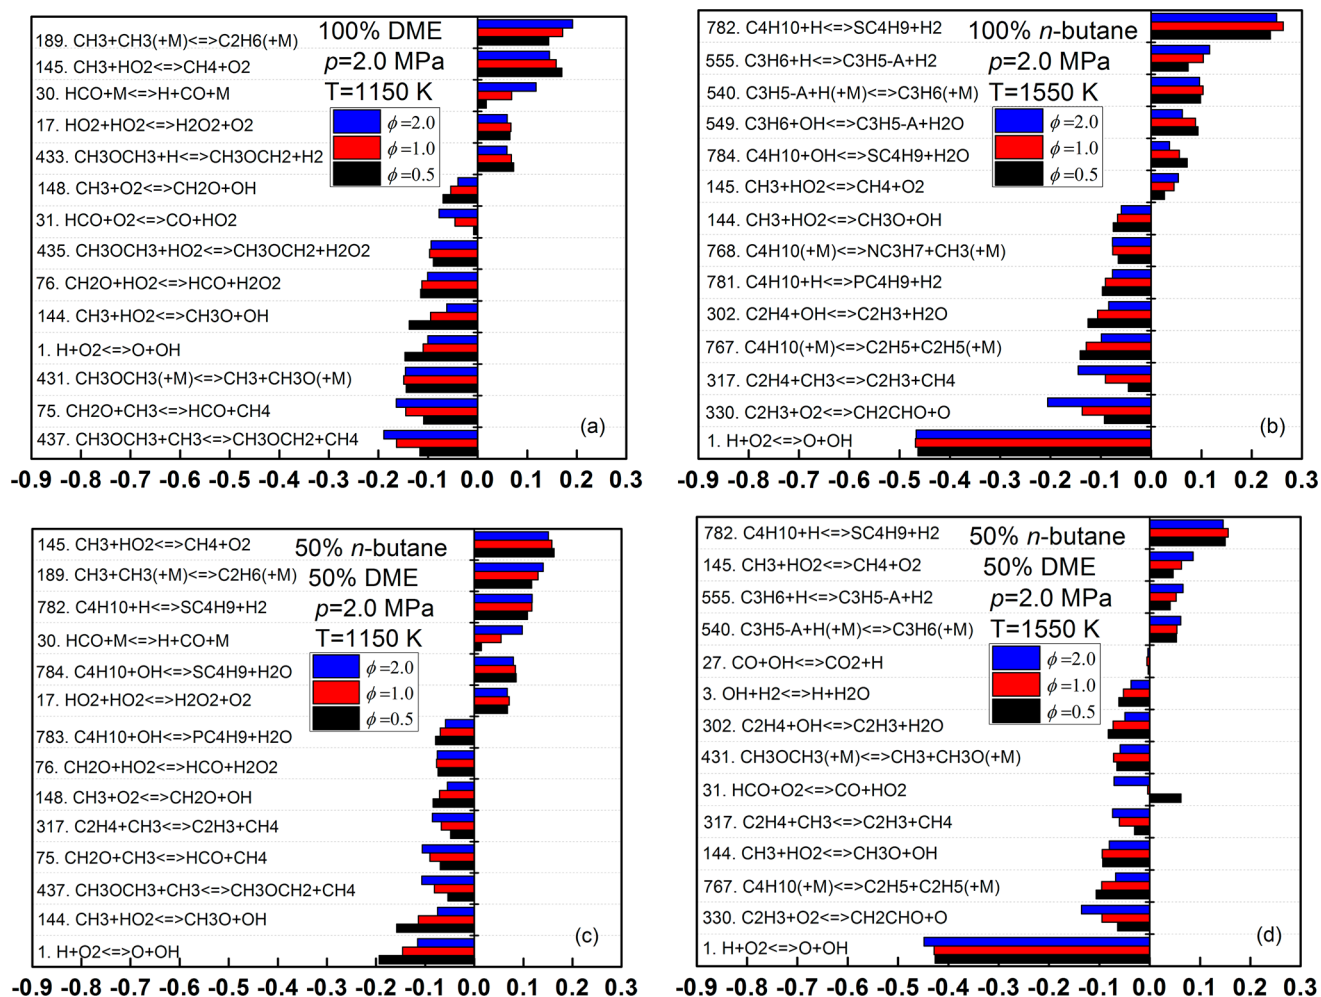 100% DME
p=2.0 MPa
T=1150 K
ϕ=2.0
ϕ=1.0
ϕ=0.5
189. CH3+CH3(+M)<=>C2H6(+M)
145. CH3+HO2<=>CH4+O2
30. HCO+M<=>H+CO+M
17. HO2+HO2<=>H2O2+O2
433. CH3OCH3+H<=>CH3OCH2+H2
148. CH3+O2<=>CH2O+OH
31. HCO+O2<=>CO+HO2
435. CH3OCH3+HO2<=>CH3OCH2+H2O2
76. CH2O+HO2<=>HCO+H2O2
144. CH3+HO2<=>CH3O+OH
1. H+O2<=>O+OH
431. CH3OCH3(+M)<=>CH3+CH3O(+M)
75. CH2O+CH3<=>HCO+CH4
437. CH3OCH3+CH3<=>CH3OCH2+CH4
(a)
-0.9 -0.8 -0.7 -0.6 -0.5 -0.4 -0.3 -0.2 -0.1 0.0 0.1 0.2 0.3
100% n-butane
p=2.0 MPa
T=1550 K
ϕ=2.0
ϕ=1.0
ϕ=0.5
782. C4H10+H<=>SC4H9+H2
555. C3H6+H<=>C3H5-A+H2
540. C3H5-A+H(+M)<=>C3H6(+M)
549. C3H6+OH<=>C3H5-A+H2O
784. C4H10+OH<=>SC4H9+H2O
145. CH3+HO2<=>CH4+O2
144. CH3+HO2<=>CH3O+OH
768. C4H10(+M)<=>NC3H7+CH3(+M)
781. C4H10+H<=>PC4H9+H2
302. C2H4+OH<=>C2H3+H2O
767. C4H10(+M)<=>C2H5+C2H5(+M)
317. C2H4+CH3<=>C2H3+CH4
330. C2H3+O2<=>CH2CHO+O
1. H+O2<=>O+OH
(b)
-0.9 -0.8 -0.7 -0.6 -0.5 -0.4 -0.3 -0.2 -0.1 0.0 0.1 0.2 0.3
50% n-butane
50% DME
p=2.0 MPa
T=1150 K
ϕ=2.0
ϕ=1.0
ϕ=0.5
145. CH3+HO2<=>CH4+O2
189. CH3+CH3(+M)<=>C2H6(+M)
782. C4H10+H<=>SC4H9+H2
30. HCO+M<=>H+CO+M
784. C4H10+OH<=>SC4H9+H2O
17. HO2+HO2<=>H2O2+O2
783. C4H10+OH<=>PC4H9+H2O
76. CH2O+HO2<=>HCO+H2O2
148. CH3+O2<=>CH2O+OH
317. C2H4+CH3<=>C2H3+CH4
75. CH2O+CH3<=>HCO+CH4
437. CH3OCH3+CH3<=>CH3OCH2+CH4
144. CH3+HO2<=>CH3O+OH
1. H+O2<=>O+OH
(c)
-0.9 -0.8 -0.7 -0.6 -0.5 -0.4 -0.3 -0.2 -0.1 0.0 0.1 0.2 0.3
50% n-butane
50% DME
p=2.0 MPa
T=1550 K
ϕ=2.0
ϕ=1.0
ϕ=0.5
782. C4H10+H<=>SC4H9+H2
145. CH3+HO2<=>CH4+O2
555. C3H6+H<=>C3H5-A+H2
540. C3H5-A+H(+M)<=>C3H6(+M)
27. CO+OH<=>CO2+H
3. OH+H2<=>H+H2O
302. C2H4+OH<=>C2H3+H2O
431. CH3OCH3(+M)<=>CH3+CH3O(+M)
31. HCO+O2<=>CO+HO2
317. C2H4+CH3<=>C2H3+CH4
144. CH3+HO2<=>CH3O+OH
767. C4H10(+M)<=>C2H5+C2H5(+M)
330. C2H3+O2<=>CH2CHO+O
1. H+O2<=>O+OH
(d)
-0.9 -0.8 -0.7 -0.6 -0.5 -0.4 -0.3 -0.2 -0.1 0.0 0.1 0.2 0.3